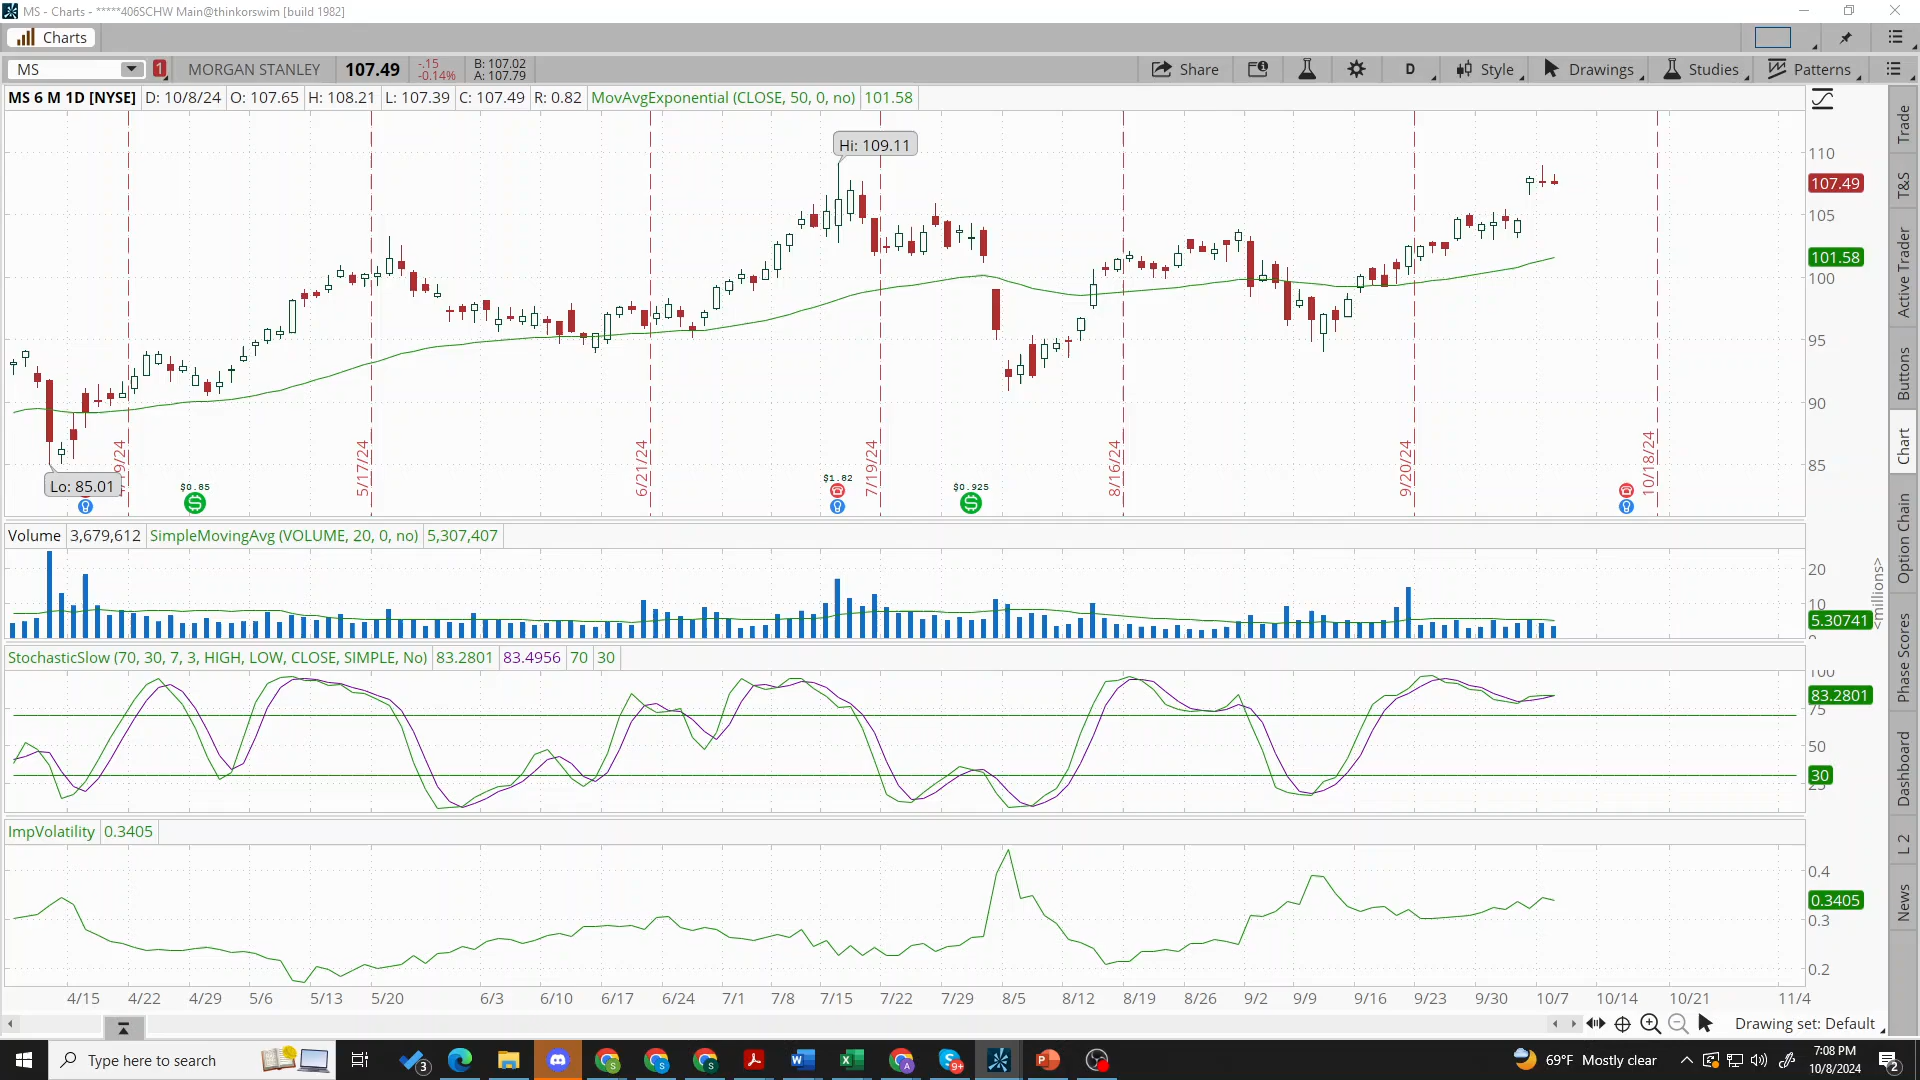 MS - Charts - *****406SCHW Main@thinkorswim [build 1982]
Charts
MS
1
MORGAN STANLEY
107.49
-.15
-0.14%
B: 107.02
A: 107.79
Share
D
Style
Drawings
Studies
Patterns
MS 6 M 1D [NYSE]
D: 10/8/24
O: 107.65
H: 108.21
L: 107.39
C: 107.49
R: 0.82
MovAvgExponential (CLOSE, 50, 0, no)
101.58
Hi: 109.11
110
107.49
105
101.58
100
95
90
85
9/24
5/17/24
6/21/24
7/19/24
8/16/24
9/20/24
10/18/24
Lo: 85.01
$0.85
$1.82
$0.925
Volume
3,679,612
SimpleMovingAvg (VOLUME, 20, 0, no)
5,307,407
20
10
5.30741
<millions>
StochasticSlow (70, 30, 7, 3, HIGH, LOW, CLOSE, SIMPLE, No)
83.2801
83.4956
70
30
100
83.2801
75
50
30
25
ImpVolatility
0.3405
0.4
0.3405
0.3
0.2
4/15
4/22
4/29
5/6
5/13
5/20
6/3
6/10
6/17
6/24
7/1
7/8
7/15
7/22
7/29
8/5
8/12
8/19
8/26
9/2
9/9
9/16
9/23
9/30
10/7
10/14
10/21
11/4
Drawing set: Default
Trade
T&S
Active Trader
Buttons
Chart
Option Chain
Phase Scores
Dashboard
L 2
News
Type here to search
3
9+
69°F Mostly clear
7:08 PM
10/8/2024
2